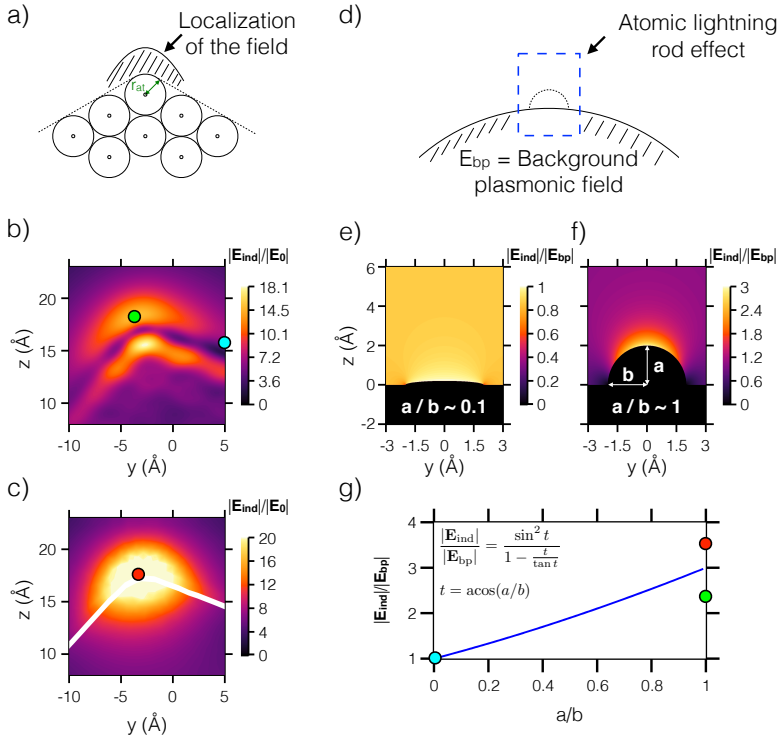 a)
Localization
of the field
r_at
d)
Atomic lightning
rod effect
E_bp = Background
plasmonic field
b)
|E_ind|/|E_0|
18.1
14.5
10.1
7.2
3.6
0
20
15
10
z (Å)
-10
-5
0
5
y (Å)
c)
|E_ind|/|E_0|
20
16
12
8
4
0
20
15
10
z (Å)
-10
-5
0
5
y (Å)
e)
|E_ind|/|E_bp|
1
0.8
0.6
0.4
0.2
0
6
4
2
0
-2
z (Å)
a / b ~ 0.1
-3
-1.5
0
1.5
3
y (Å)
f)
|E_ind|/|E_bp|
3
2.5
2
1.5
1
0.5
0
a
b
a / b ~ 1
-3
-1.5
0
1.5
3
y (Å)
g)
|E_ind|/|E_bp|
4
3
2
1
|E_ind|/|E_bp| = sin² t / (1 − t/tan t)
t = acos(a/b)
0
0.2
0.4
0.6
0.8
1
a/b